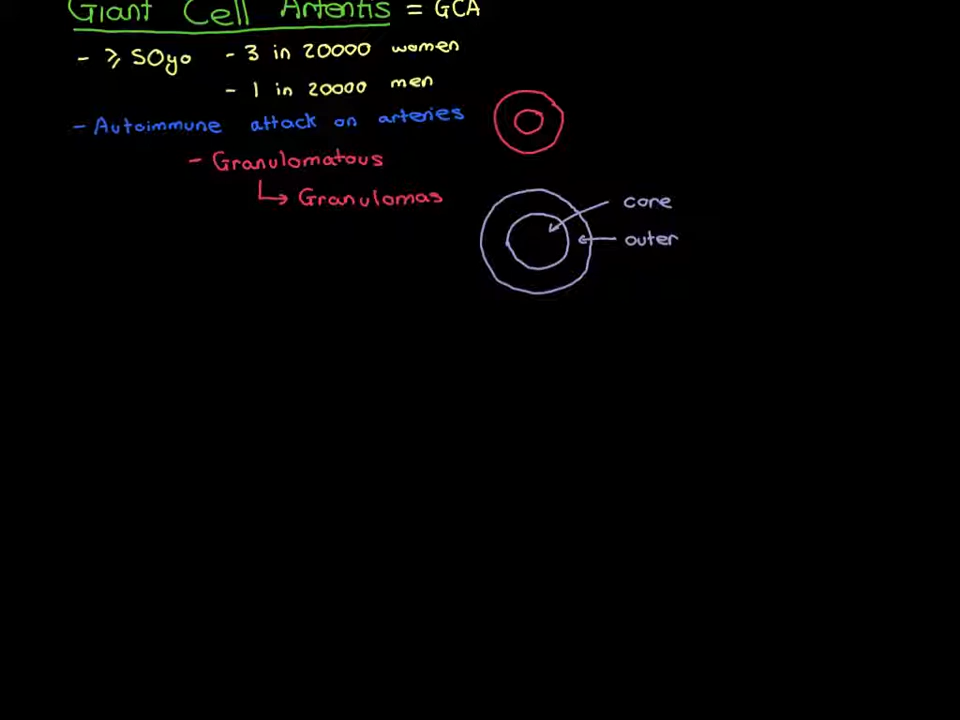 Giant Cell Arteritis = GCA
- ⩾ 50yo - 3 in 20000 women
- 1 in 20000 men
- Autoimmune attack on arteries
- Granulomatous
↳ Granulomas
core
outer